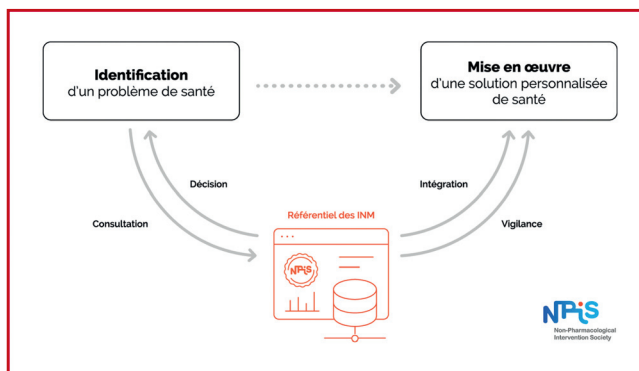 Identification
d'un problème de santé
Mise en œuvre
d'une solution personnalisée
de santé
Décision
Intégration
Consultation
Référentiel des INM
Vigilance
NPIS
NPIS
Non-Pharmacological
Intervention Society